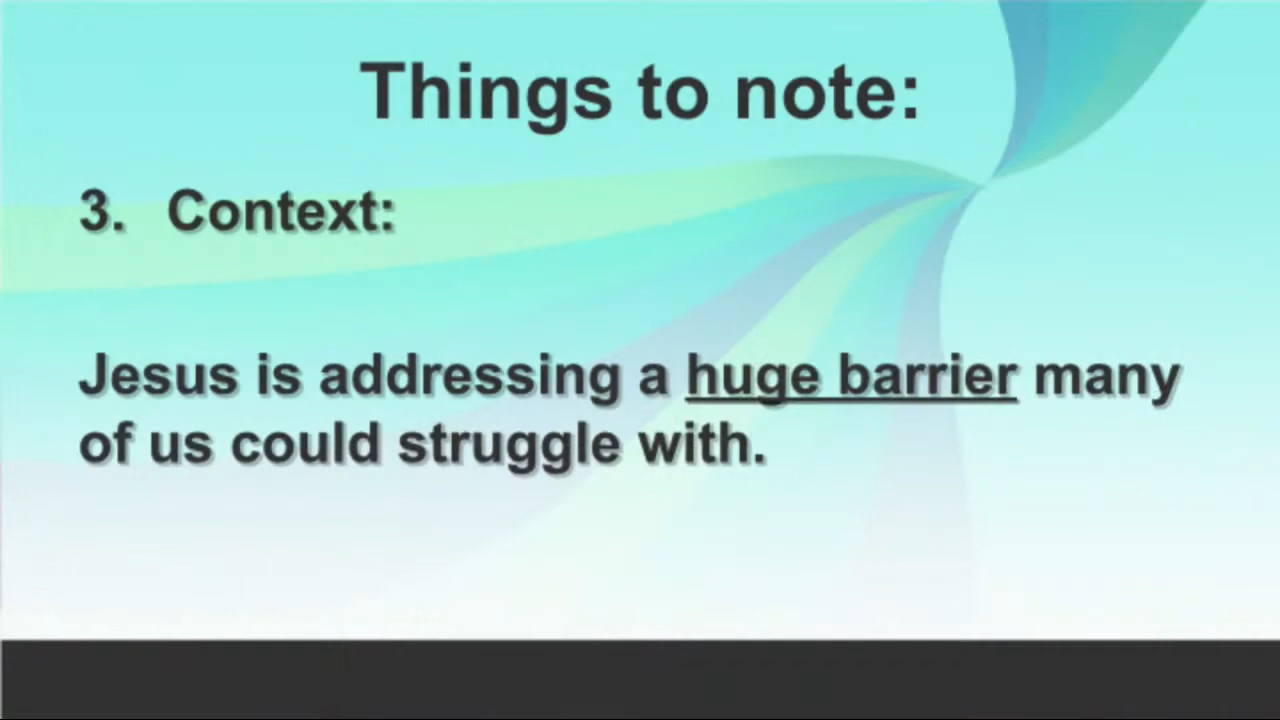 Things to note:
3. Context:
Jesus is addressing a huge barrier many
of us could struggle with.